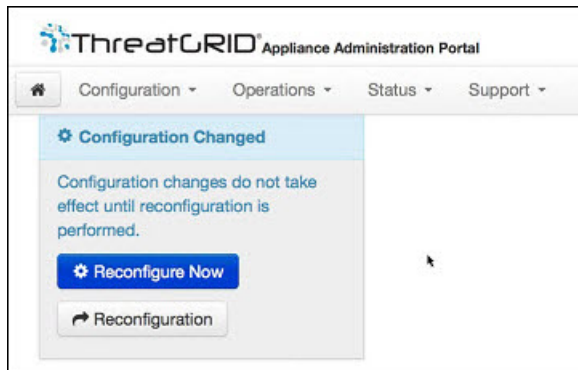 ThreatGRID® Appliance Administration Portal
Configuration Operations Status Support
Configuration Changed
Configuration changes do not take
effect until reconfiguration is
performed.
Reconfigure Now
Reconfiguration